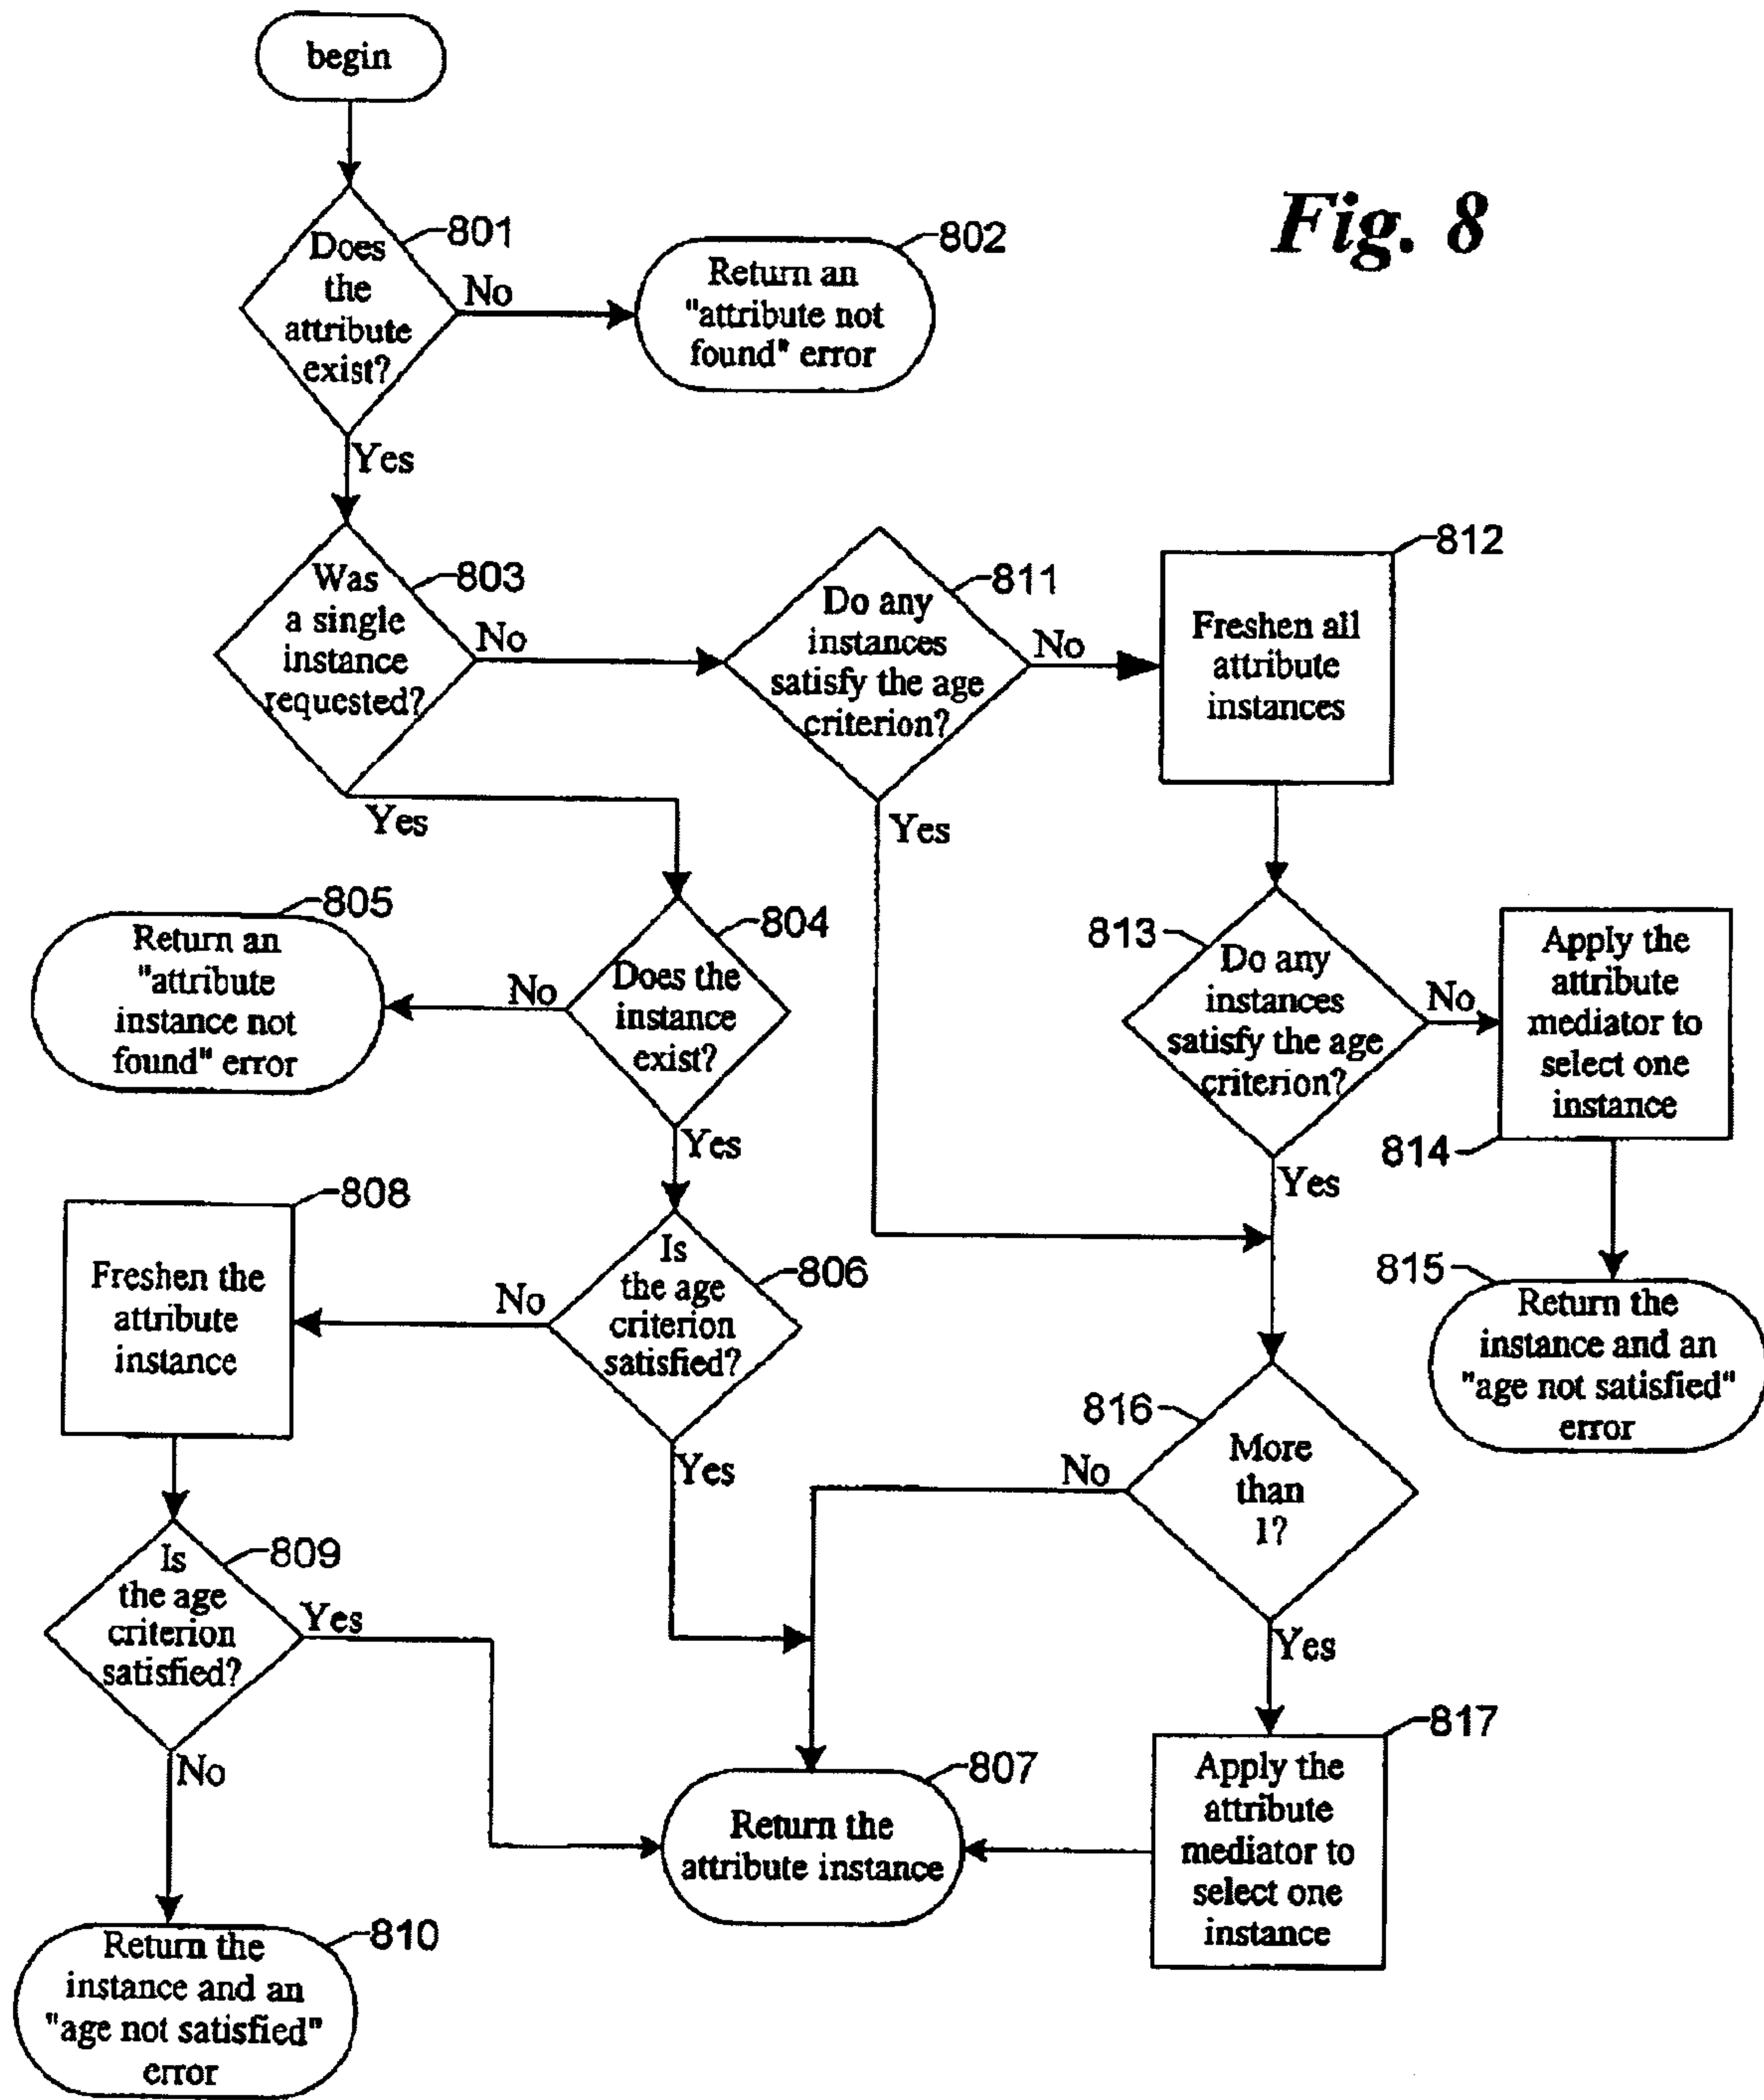 begin
Fig. 8
801
Does
the
attribute
exist?
No
802
Return an
"attribute not
found" error
Yes
803
Was
a single
instance
requested?
No
811
Do any
instances
satisfy the age
criterion?
No
812
Freshen all
attribute
instances
Yes
Yes
805
Return an
"attribute
instance not
found" error
No
804
Does the
instance
exist?
813
Do any
instances
satisfy the age
criterion?
No
Apply the
attribute
mediator to
select one
instance
814
Yes
Yes
808
Freshen the
attribute
instance
No
806
Is
the age
criterion
satisfied?
815
Return the
instance and an
"age not satisfied"
error
Yes
816
More
than
1?
No
Yes
809
Is
the age
criterion
satisfied?
Yes
No
807
Return the
attribute instance
817
Apply the
attribute
mediator to
select one
instance
810
Return the
instance and an
"age not satisfied"
error